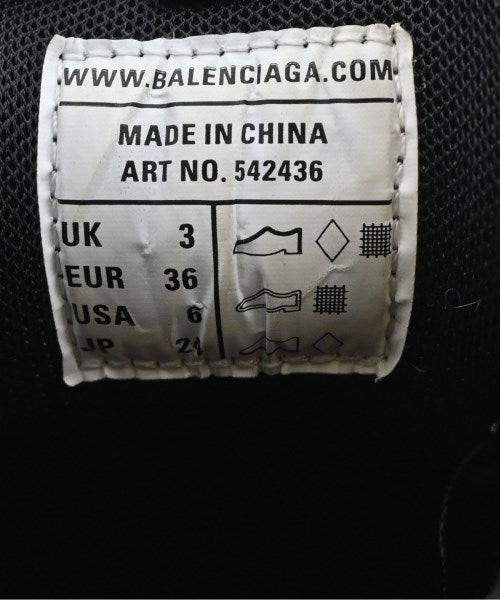 WWW.BALENCIAGA.COM
MADE IN CHINA
ART NO. 542436
UK 3
EUR 36
USA 6
JP